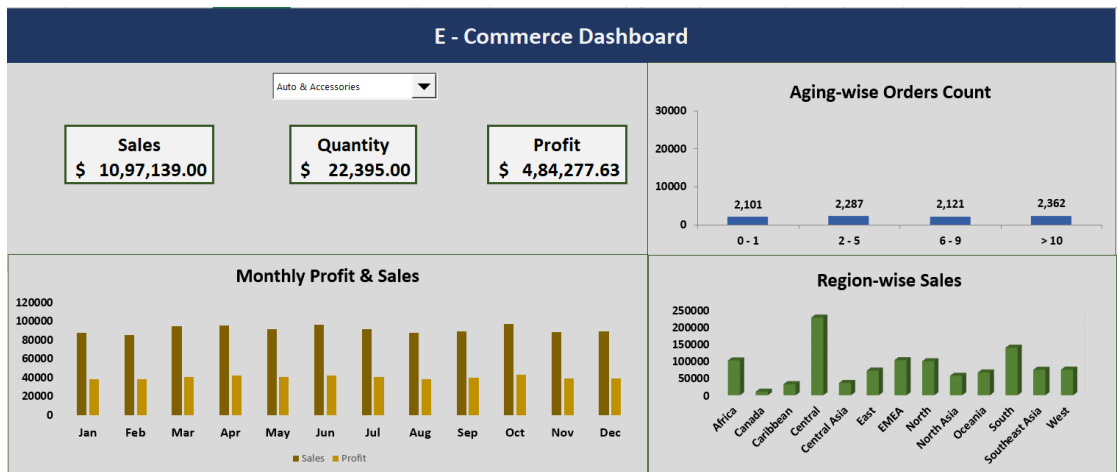 E - Commerce Dashboard
Auto & Accessories
Sales
$ 10,97,139.00
Quantity
$ 22,395.00
Profit
$ 4,84,277.63
Aging-wise Orders Count
30000
20000
10000
0
2,101
2,287
2,121
2,362
0 - 1
2 - 5
6 - 9
> 10
Monthly Profit & Sales
120000
100000
80000
60000
40000
20000
0
Jan
Feb
Mar
Apr
May
Jun
Jul
Aug
Sep
Oct
Nov
Dec
Sales
Profit
Region-wise Sales
250000
200000
150000
100000
50000
0
Africa
Canada
Caribbean
Central
Central Asia
East
EMEA
North
North Asia
Oceania
South
Southeast Asia
West